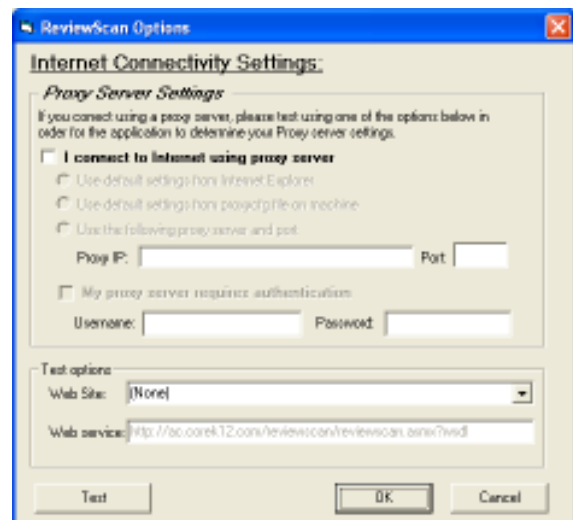 ReviewScan Options
Internet Connectivity Settings:
Proxy Server Settings
If you conect using a proxy server, please test using one of the options below in
order for the application to determine your Proxy server settings.
I connect to Internet using proxy server
Use default settings from Internet Explorer
Use default settings from proxycfg file on machine
Use the following proxy server and port
Proxy IP: Port
My proxy server requires authentication
Username: Password:
Test options
Web Site: (None)
Web service: http://ac.corek12.com/reviewscan/reviewscan.asmx?wsdl
Test OK Cancel